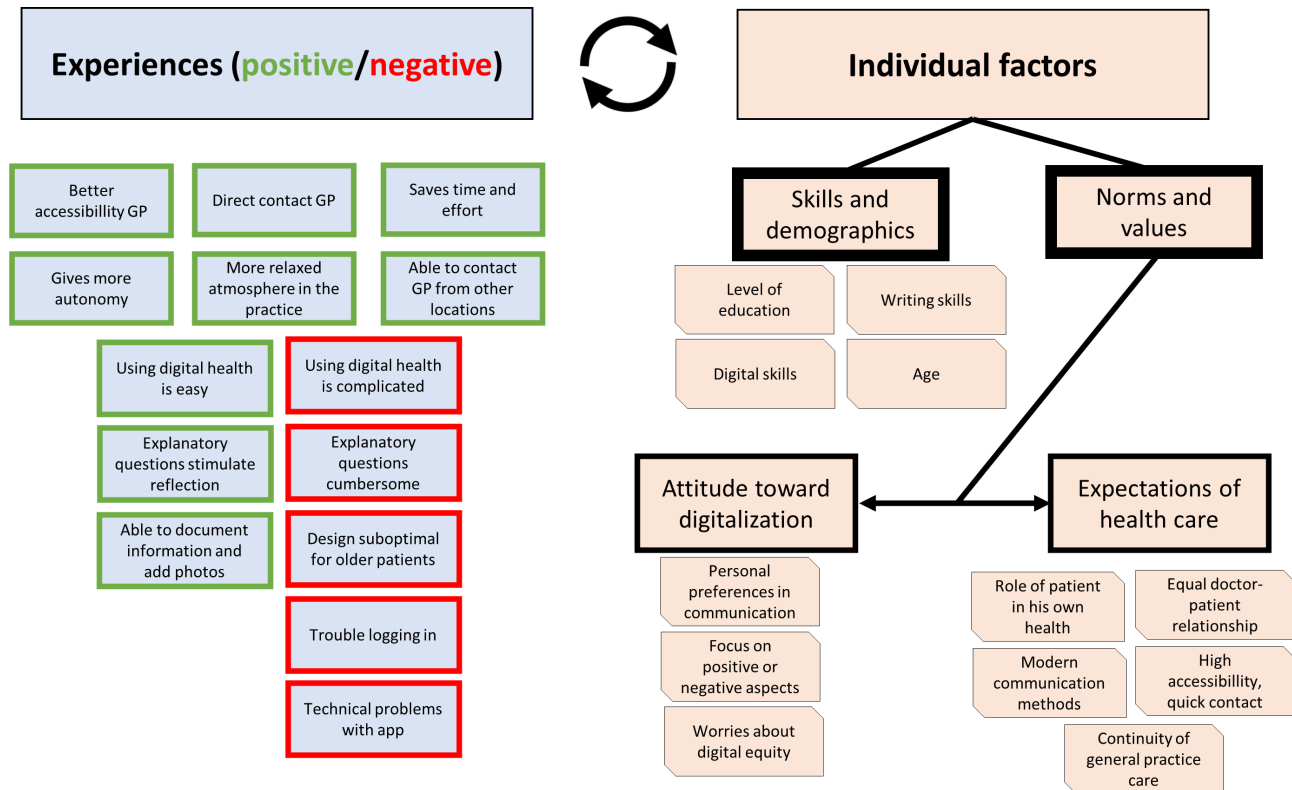 Experiences (positive/negative)
Individual factors
Better
accessibillity GP
Direct contact GP
Saves time and
effort
Gives more
autonomy
More relaxed
atmosphere in the
practice
Able to contact
GP from other
locations
Using digital health
is easy
Using digital health
is complicated
Explanatory
questions stimulate
reflection
Explanatory
questions
cumbersome
Able to document
information and
add photos
Design suboptimal
for older patients
Trouble logging in
Technical problems
with app
Skills and
demographics
Norms and
values
Level of
education
Writing skills
Digital skills
Age
Attitude toward
digitalization
Expectations of
health care
Personal
preferences in
communication
Focus on
positive or
negative aspects
Worries about
digital equity
Role of patient
in his own
health
Equal doctor-
patient
relationship
Modern
communication
methods
High
accessibillity,
quick contact
Continuity of
general practice
care